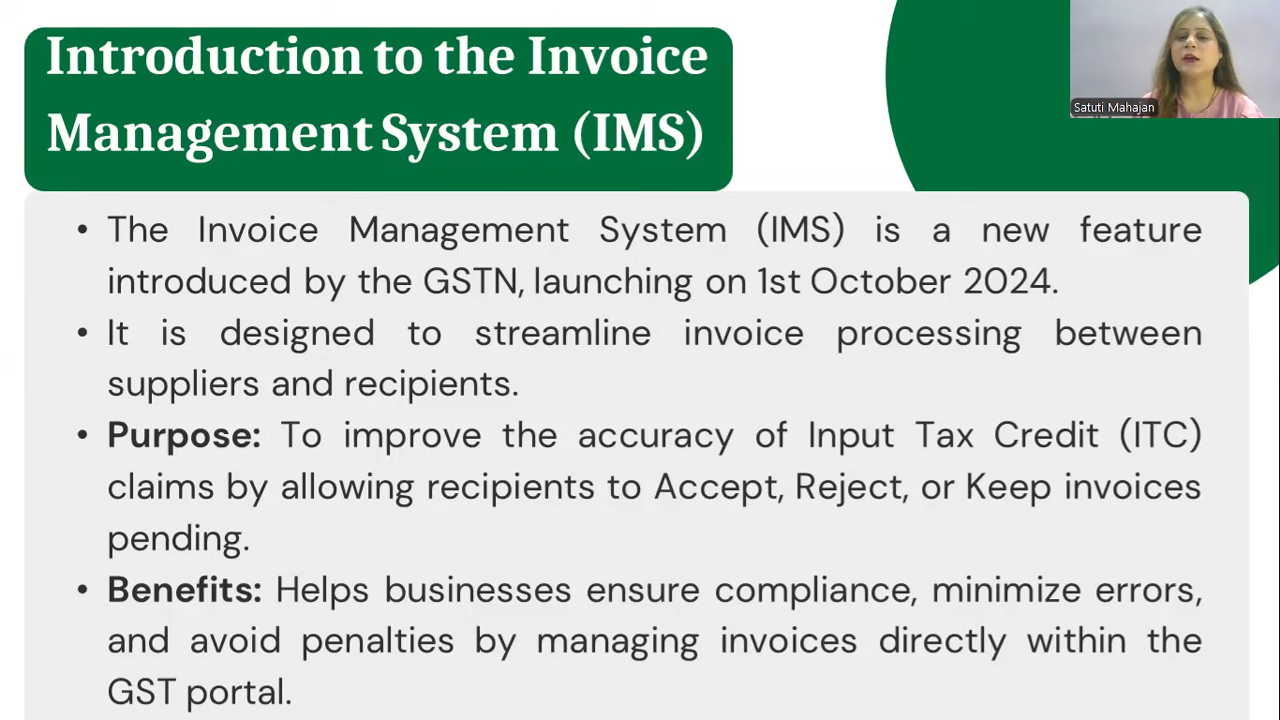 Introduction to the Invoice
Management System (IMS)
Satuti Mahajan
• The Invoice Management System (IMS) is a new feature
introduced by the GSTN, launching on 1st October 2024.
• It is designed to streamline invoice processing between
suppliers and recipients.
• Purpose: To improve the accuracy of Input Tax Credit (ITC)
claims by allowing recipients to Accept, Reject, or Keep invoices
pending.
• Benefits: Helps businesses ensure compliance, minimize errors,
and avoid penalties by managing invoices directly within the
GST portal.